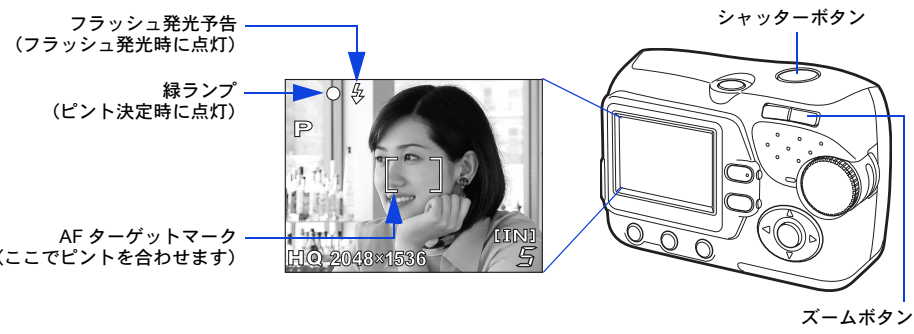 フラッシュ発光予告
(フラッシュ発光時に点灯)
シャッターボタン
緑ランプ
(ピント決定時に点灯)
P
AF ターゲットマーク
(ここでピントを合わせます)
[IN]
HQ 2048×1536 5
ズームボタン